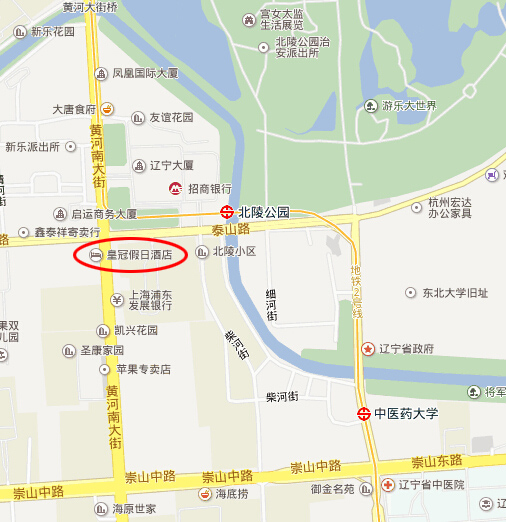 黄河大街桥
新乐花园
宫女太监
生活展览
北陵公园治
安派出所
凤凰国际大厦
游乐大世界
大唐食府
友谊花园
黄河南大街
新乐派出所
辽宁大厦
招商银行
杭州宏达
办公家具
启运商务大厦
北陵公园
鑫泰祥寄卖行
泰山路
皇冠假日酒店
北陵小区
地铁2号线
细河街
东北大学旧址
上海浦东
发展银行
凯兴花园
柴河街
辽宁省政府
圣康家园
苹果专卖店
黄河南大街
柴河街
将军
中医药大学
崇山中路
崇山中路
崇山中路
崇山东路
海底捞
御金名苑
辽宁省中医院
海原世家